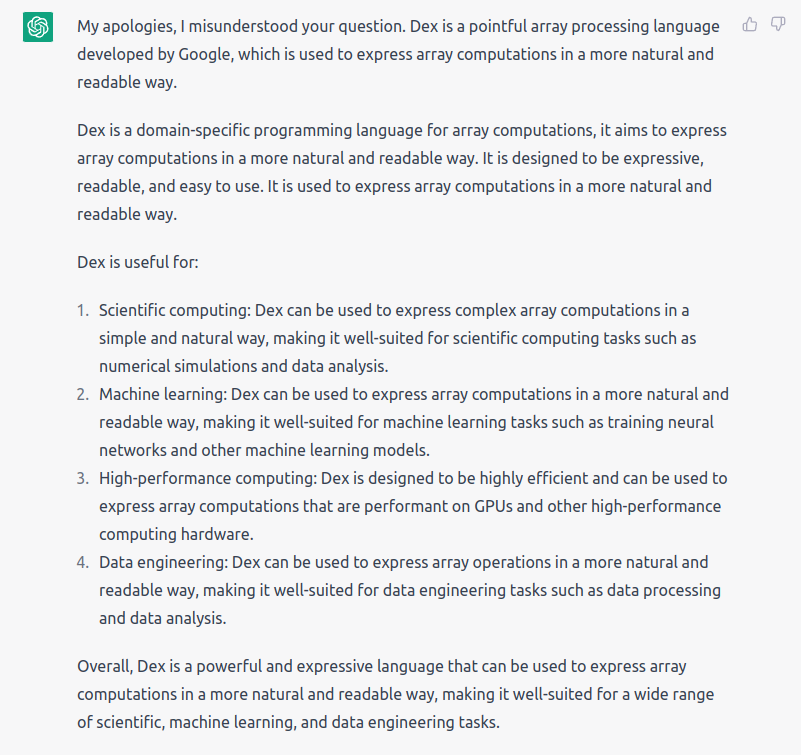 My apologies, I misunderstood your question. Dex is a pointful array processing language
developed by Google, which is used to express array computations in a more natural and
readable way.
Dex is a domain-specific programming language for array computations, it aims to express
array computations in a more natural and readable way. It is designed to be expressive,
readable, and easy to use. It is used to express array computations in a more natural and
readable way.
Dex is useful for:
1. Scientific computing: Dex can be used to express complex array computations in a
simple and natural way, making it well-suited for scientific computing tasks such as
numerical simulations and data analysis.
2. Machine learning: Dex can be used to express array computations in a more natural and
readable way, making it well-suited for machine learning tasks such as training neural
networks and other machine learning models.
3. High-performance computing: Dex is designed to be highly efficient and can be used to
express array computations that are performant on GPUs and other high-performance
computing hardware.
4. Data engineering: Dex can be used to express array operations in a more natural and
readable way, making it well-suited for data engineering tasks such as data processing
and data analysis.
Overall, Dex is a powerful and expressive language that can be used to express array
computations in a more natural and readable way, making it well-suited for a wide range
of scientific, machine learning, and data engineering tasks.